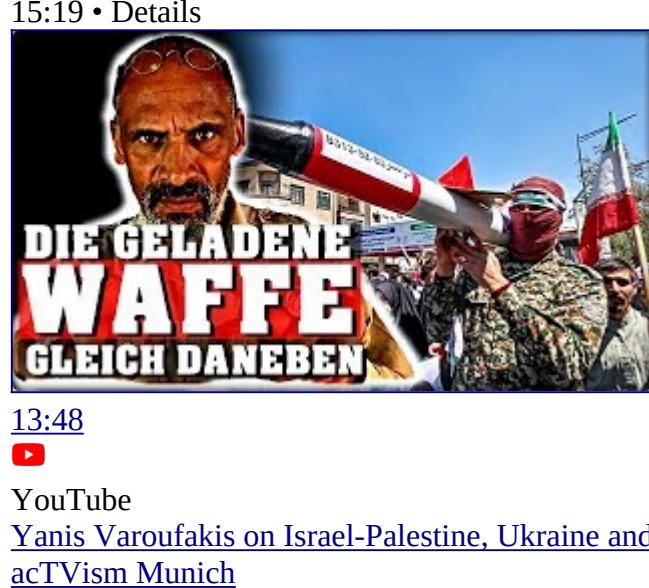 15:19 • Details
DIE GELADENE
WAFFE
GLEICH DANEBEN
13:48
YouTube
Yanis Varoufakis on Israel-Palestine, Ukraine and
acTVism Munich